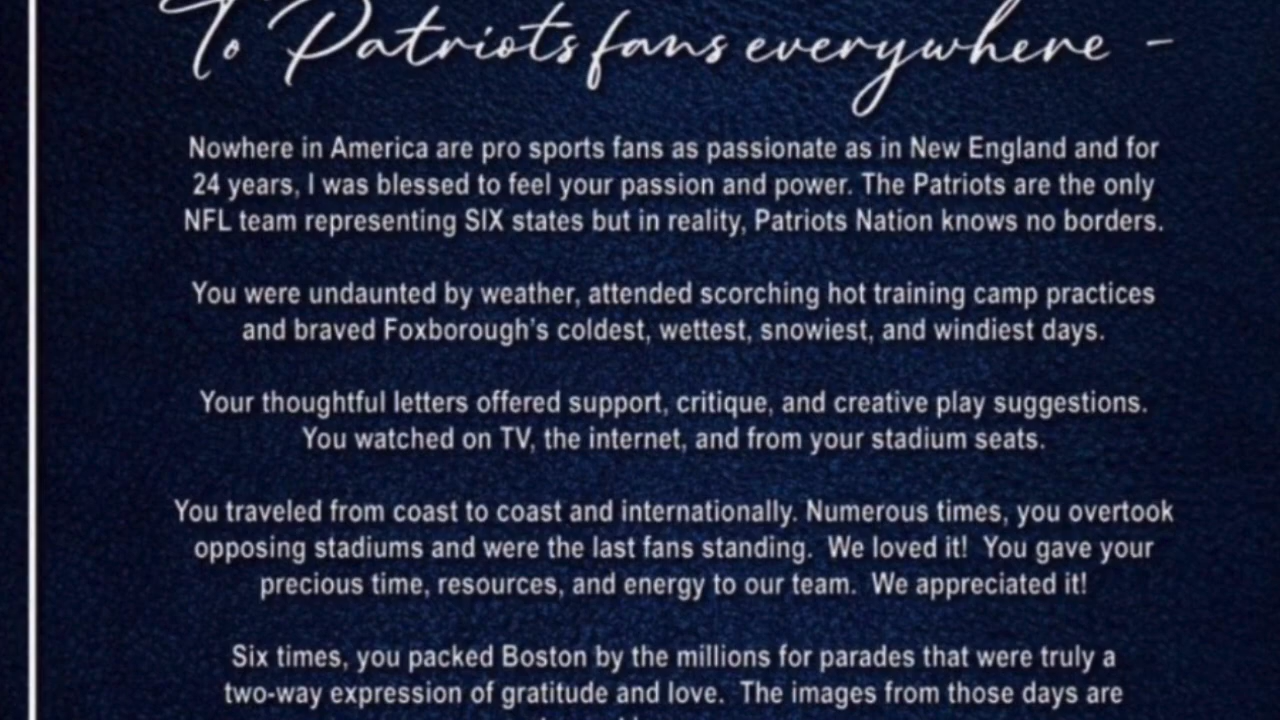 To Patriots fans everywhere -
Nowhere in America are pro sports fans as passionate as in New England and for
24 years, I was blessed to feel your passion and power. The Patriots are the only
NFL team representing SIX states but in reality, Patriots Nation knows no borders.
You were undaunted by weather, attended scorching hot training camp practices
and braved Foxborough's coldest, wettest, snowiest, and windiest days.
Your thoughtful letters offered support, critique, and creative play suggestions.
You watched on TV, the internet, and from your stadium seats.
You traveled from coast to coast and internationally. Numerous times, you overtook
opposing stadiums and were the last fans standing.  We loved it!  You gave your
precious time, resources, and energy to our team.  We appreciated it!
Six times, you packed Boston by the millions for parades that were truly a
two-way expression of gratitude and love.  The images from those days are